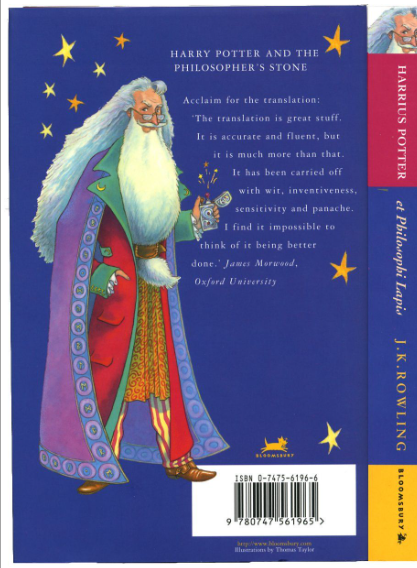 HARRY POTTER AND THE
PHILOSOPHER'S STONE
Acclaim for the translation:
'The translation is great stuff.
It is accurate and fluent, but
it is much more than that.
It has been carried off
with wit, inventiveness,
sensitivity and panache.
I find it impossible to
think of it being better
done.' James Morwood,
Oxford University
BLOOMSBURY
ISBN 0-7475-6196-6
9 780747 561965 >
http://www.bloomsbury.com
Illustrations by Thomas Taylor
HARRIUS POTTER
et Philosophi Lapis
J.K.ROWLING
BLOOMSBURY